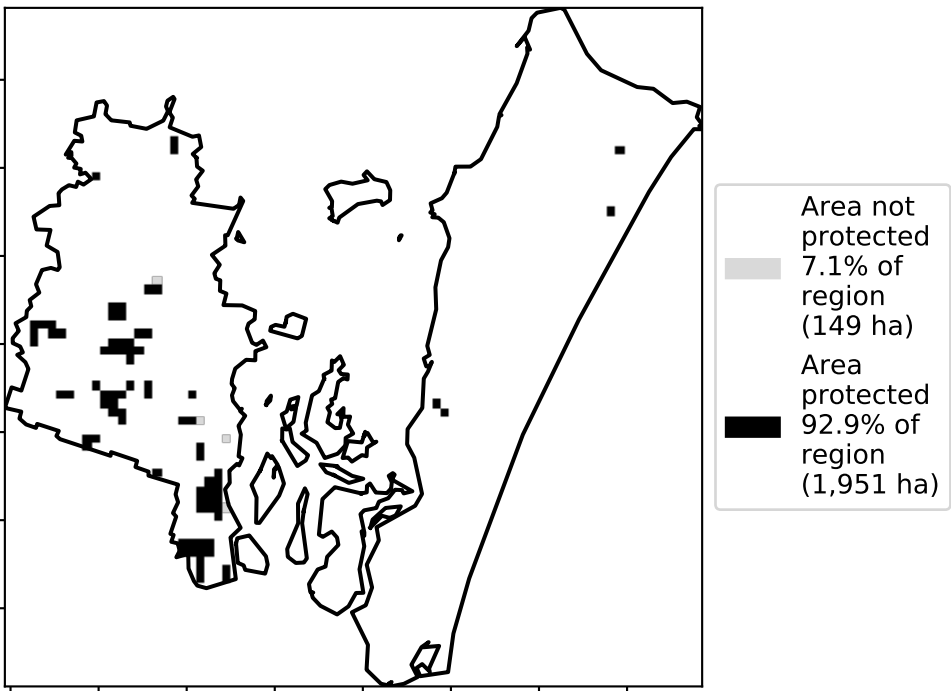 Area not
protected
7.1% of
region
(149 ha)
Area
protected
92.9% of
region
(1,951 ha)